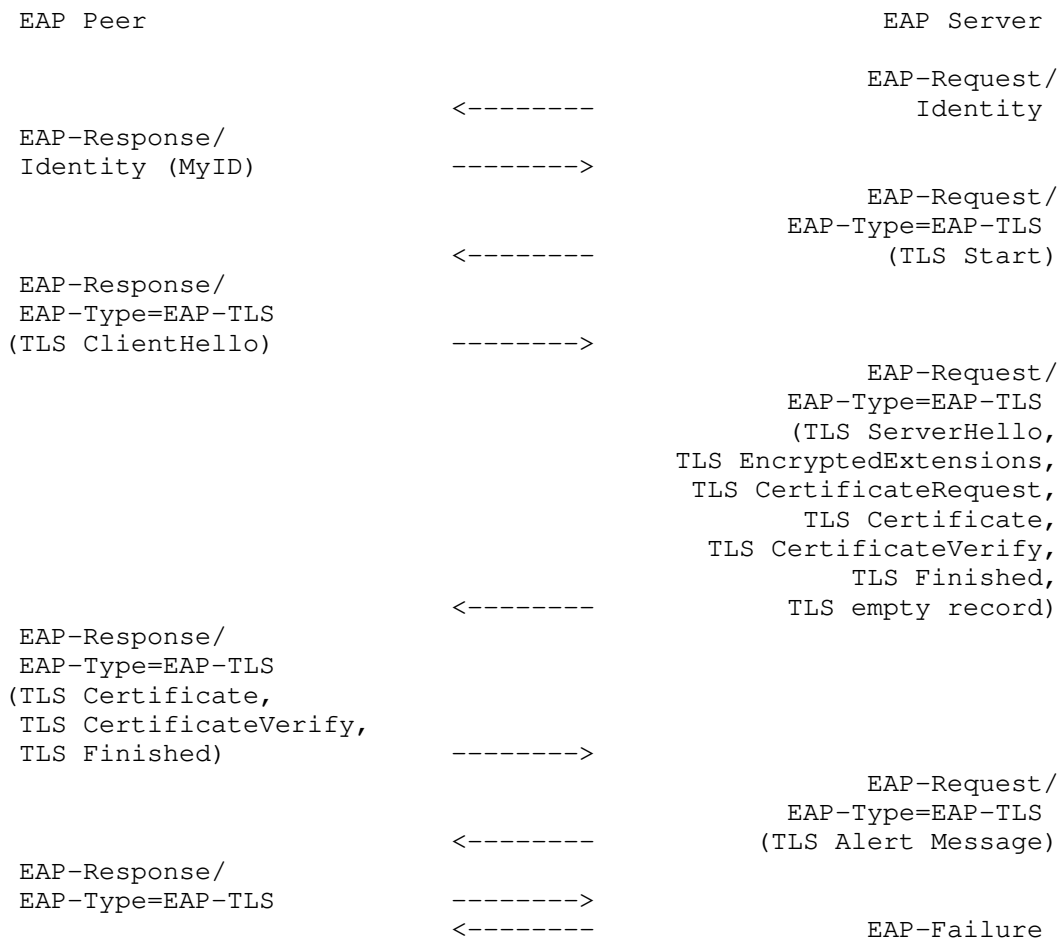 EAP Peer                                              EAP Server

                                                         EAP-Request/
                              <--------                      Identity
EAP-Response/
Identity (MyID)               -------->
                                                         EAP-Request/
                                                    EAP-Type=EAP-TLS
                              <--------                  (TLS Start)
EAP-Response/
EAP-Type=EAP-TLS
(TLS ClientHello)             -------->
                                                         EAP-Request/
                                                    EAP-Type=EAP-TLS
                                                    (TLS ServerHello,
                                             TLS EncryptedExtensions,
                                              TLS CertificateRequest,
                                                     TLS Certificate,
                                               TLS CertificateVerify,
                                                        TLS Finished,
                              <--------             TLS empty record)
EAP-Response/
EAP-Type=EAP-TLS
(TLS Certificate,
TLS CertificateVerify,
TLS Finished)                 -------->
                                                         EAP-Request/
                                                    EAP-Type=EAP-TLS
                              <--------          (TLS Alert Message)
EAP-Response/
EAP-Type=EAP-TLS              -------->
                              <--------                  EAP-Failure